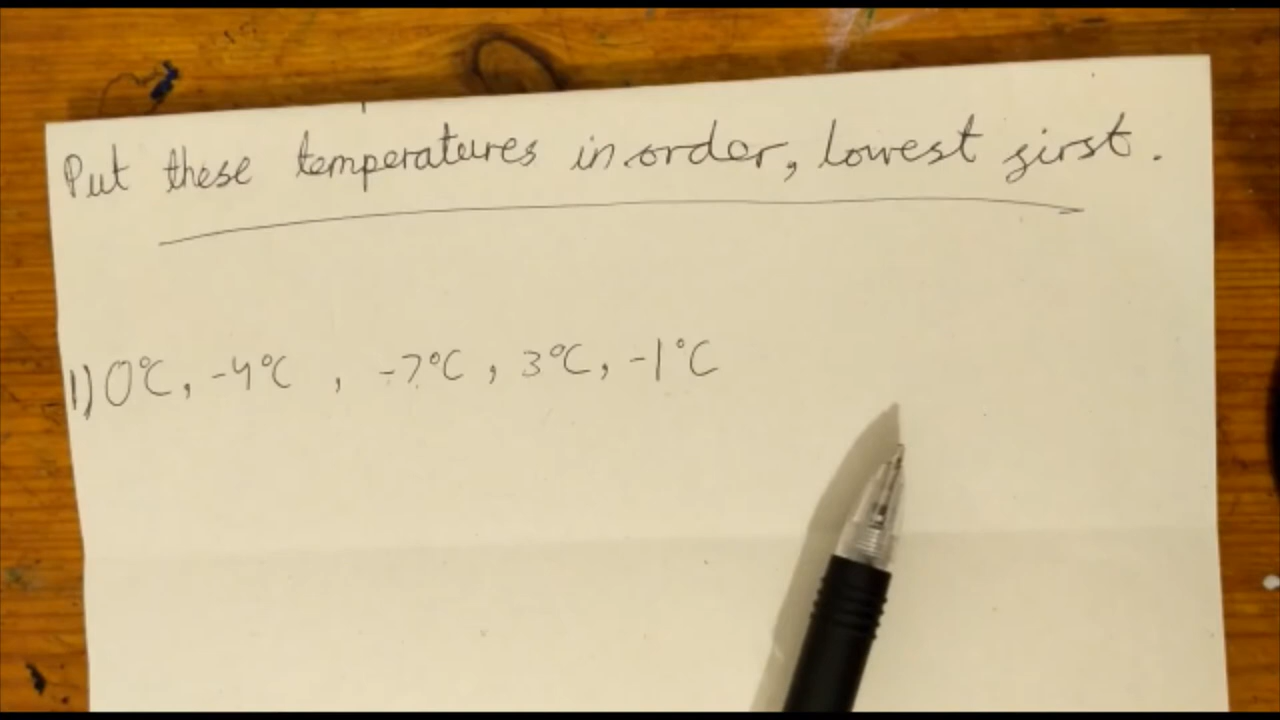 Put these temperatures in order, lowest first.
1) 0°C, -4°C , -7°C , 3°C, -1°C